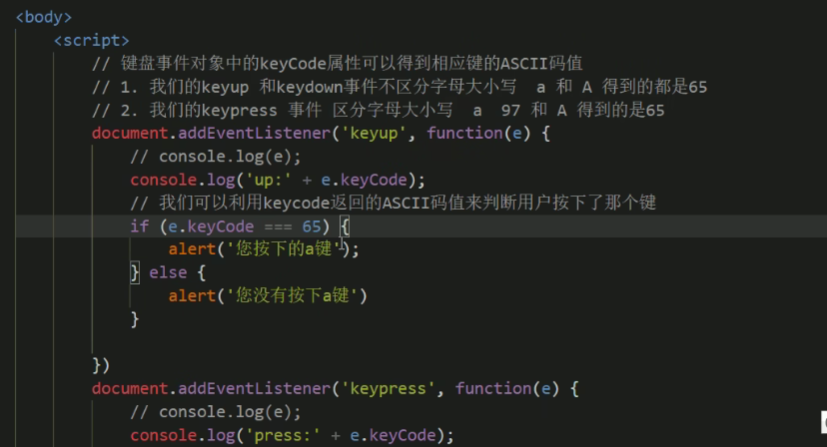 <body>
<script>
// 键盘事件对象中的keyCode属性可以得到相应键的ASCII码值
// 1. 我们的keyup 和keydown事件不区分字母大小写  a 和 A 得到的都是65
// 2. 我们的keypress 事件 区分字母大小写  a  97 和 A 得到的是65
document.addEventListener('keyup', function(e) {
// console.log(e);
console.log('up:' + e.keyCode);
// 我们可以利用keycode返回的ASCII码值来判断用户按下了那个键
if (e.keyCode === 65) {
alert('您按下的a键');
} else {
alert('您没有按下a键')
}
})
document.addEventListener('keypress', function(e) {
// console.log(e);
console.log('press:' + e.keyCode);